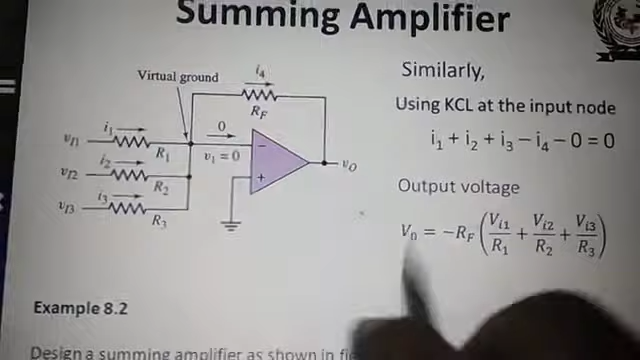 Summing Amplifier
Virtual ground
i4
RF
0
i1
vI1
R1
v1 = 0
−
+
vO
i2
vI2
R2
i3
vI3
R3
Similarly,
Using KCL at the input node
i1 + i2 + i3 − i4 − 0 = 0
Output voltage
V0 = −RF (Vi1/R1 + Vi2/R2 + Vi3/R3)
Example 8.2
Design a summing amplifier as shown in